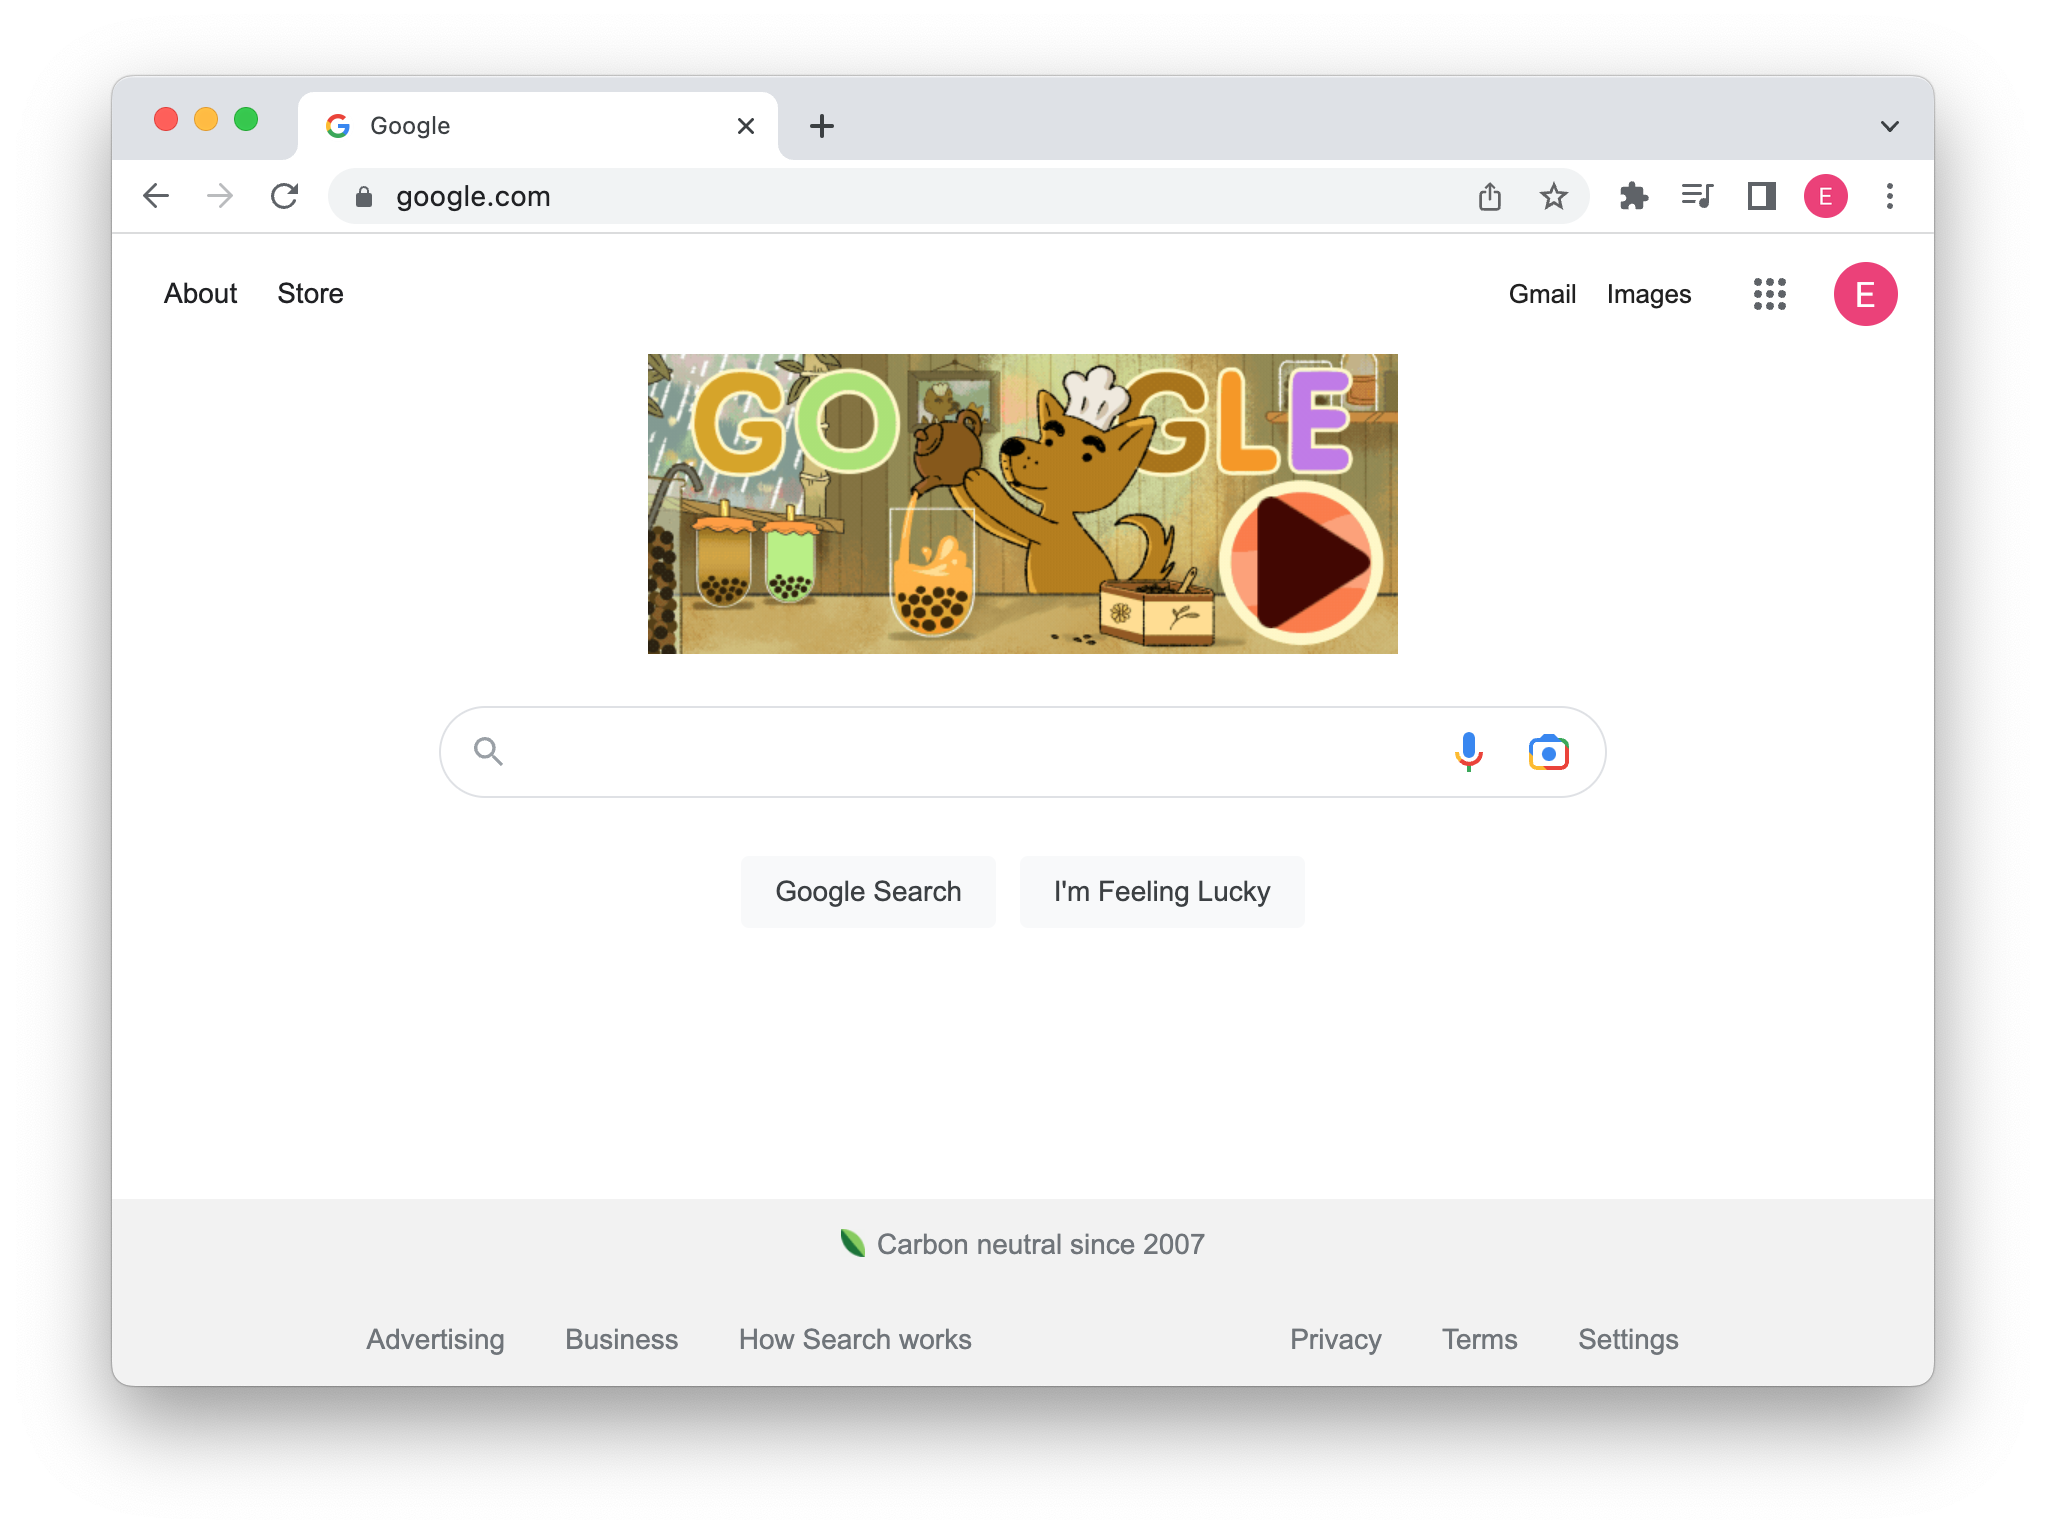 Google
google.com
E
About Store
Gmail Images
E
GOOGLE
Google Search
I'm Feeling Lucky
Carbon neutral since 2007
Advertising Business How Search works
Privacy Terms Settings